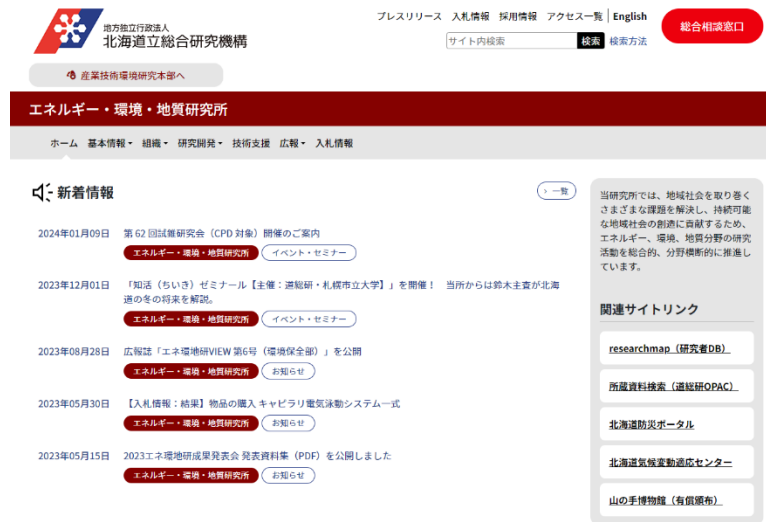 プレスリリース 入札情報 採用情報 アクセス一覧 English
地方独立行政法人
北海道立総合研究機構
サイト内検索 検索 検索方法
総合相談窓口
産業技術環境研究本部へ
エネルギー・環境・地質研究所
ホーム 基本情報 組織 研究開発 技術支援 広報 入札情報
新着情報
一覧
2024年01月09日 第62回試錐研究会（CPD対象）開催のご案内
エネルギー・環境・地質研究所 イベント・セミナー
2023年12月01日 「知活（ちいき）ゼミナール【主催：道総研・札幌市立大学】」を開催！ 当所からは鈴木主査が北海
道の冬の将来を解説。
エネルギー・環境・地質研究所 イベント・セミナー
2023年08月28日 広報誌「エネ環地研VIEW 第6号（環境保全部）」を公開
エネルギー・環境・地質研究所 お知らせ
2023年05月30日 【入札情報：結果】物品の購入 キャピラリ電気泳動システム一式
エネルギー・環境・地質研究所 お知らせ
2023年05月15日 2023エネ環地研成果発表会 発表資料集（PDF）を公開しました
エネルギー・環境・地質研究所 お知らせ
当研究所では、地域社会を取り巻く
さまざまな課題を解決し、持続可能
な地域社会の創造に貢献するため、
エネルギー、環境、地質分野の研究
活動を総合的、分野横断的に推進し
ています。
関連サイトリンク
researchmap（研究者DB）
所蔵資料検索（道総研OPAC）
北海道防災ポータル
北海道気候変動適応センター
山の手博物館（有償頒布）